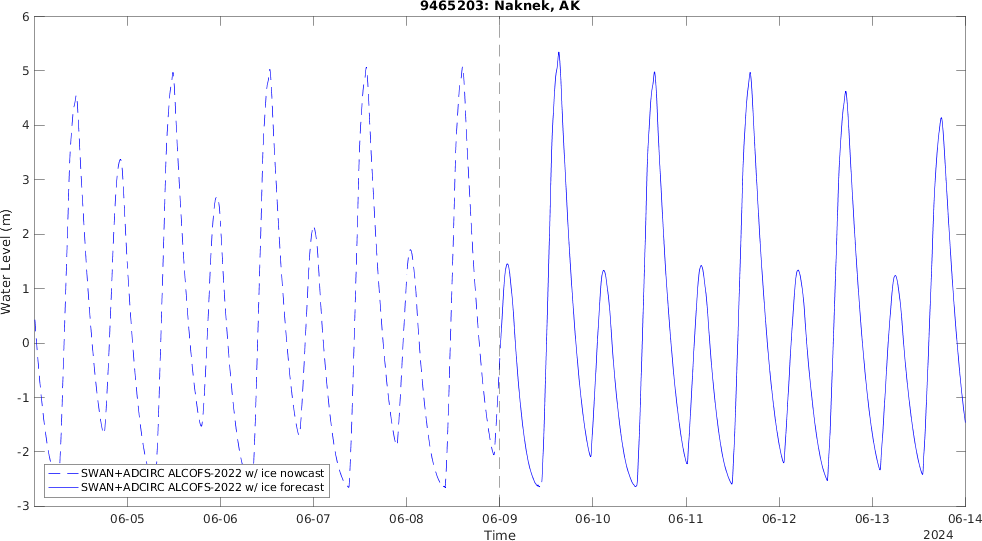 9465203: Naknek, AK
6
5
4
3
2
1
0
-1
-2
-3
Water Level (m)
SWAN+ADCIRC ALCOFS-2022 w/ ice nowcast
SWAN+ADCIRC ALCOFS-2022 w/ ice forecast
06-05 06-06 06-07 06-08 06-09 06-10 06-11 06-12 06-13 06-14
Time
2024